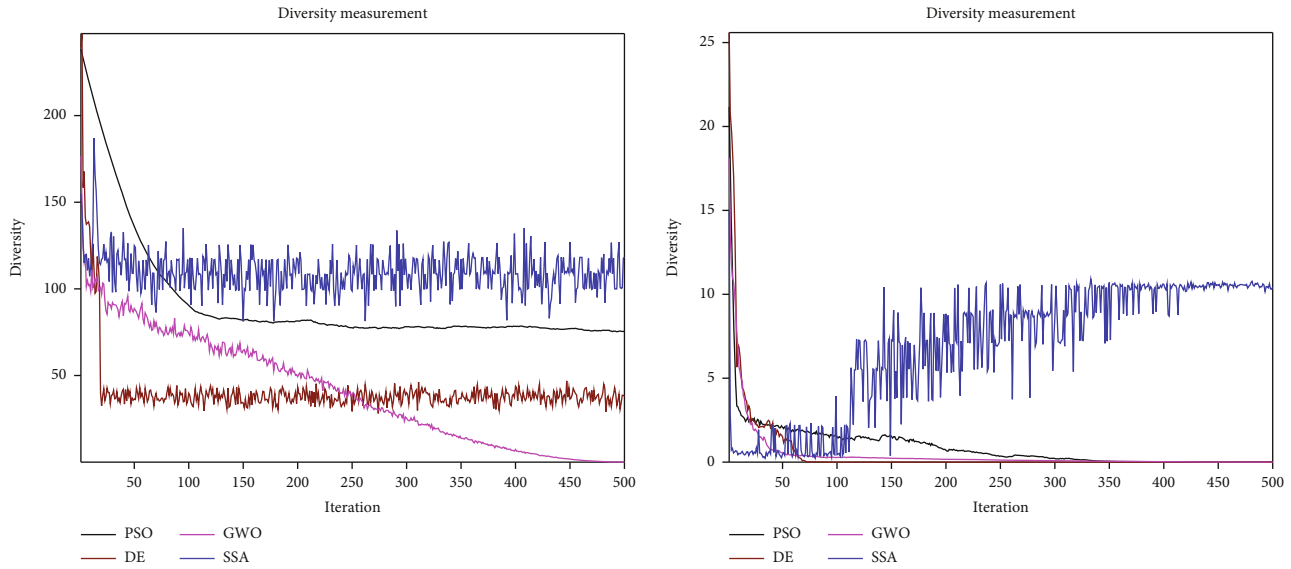 Diversity measurement
200
150
100
50
Diversity
50 100 150 200 250 300 350 400 450 500
Iteration
PSO GWO
DE SSA
Diversity measurement
25
20
15
10
5
0
Diversity
50 100 150 200 250 300 350 400 450 500
Iteration
PSO GWO
DE SSA